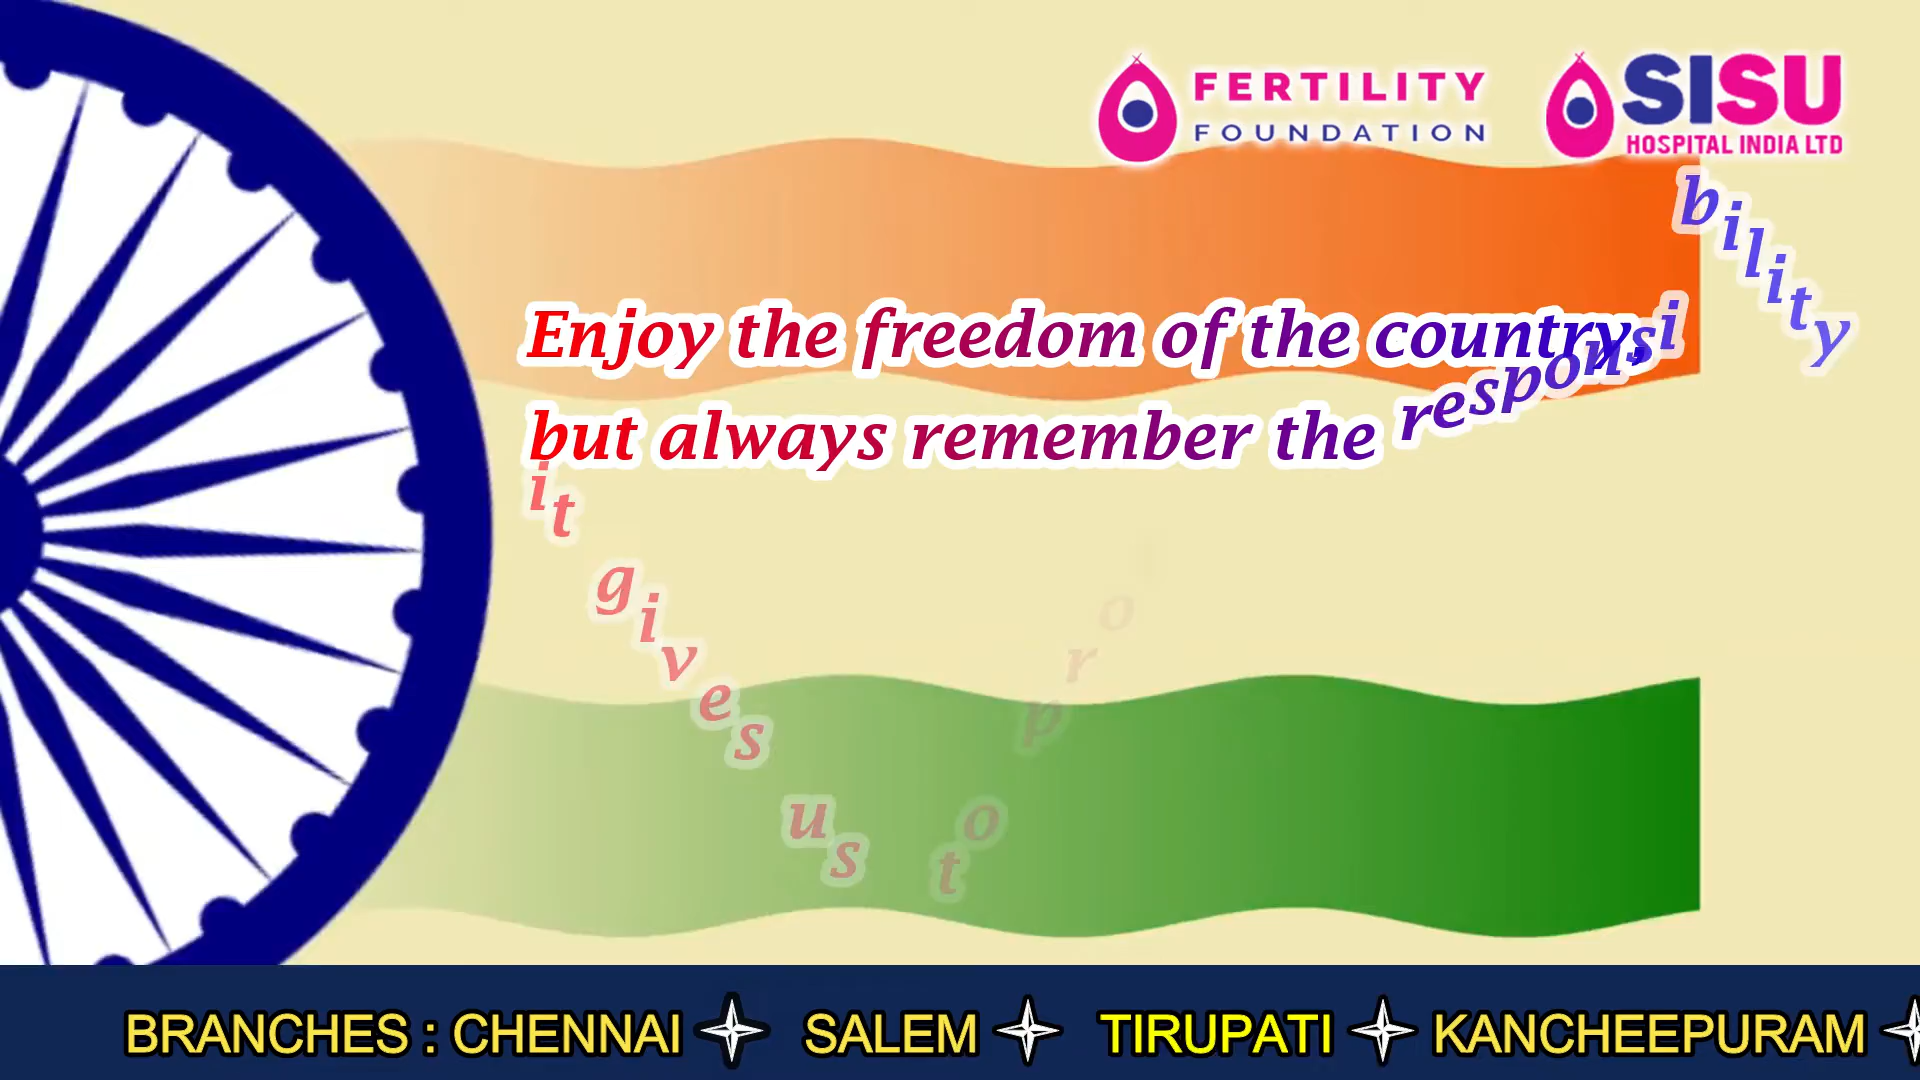 FERTILITY
FOUNDATION
SISU
HOSPITAL INDIA LTD
Enjoy the freedom of the country,
but always remember the responsibility
it gives us to
BRANCHES : CHENNAI SALEM TIRUPATI KANCHEEPURAM